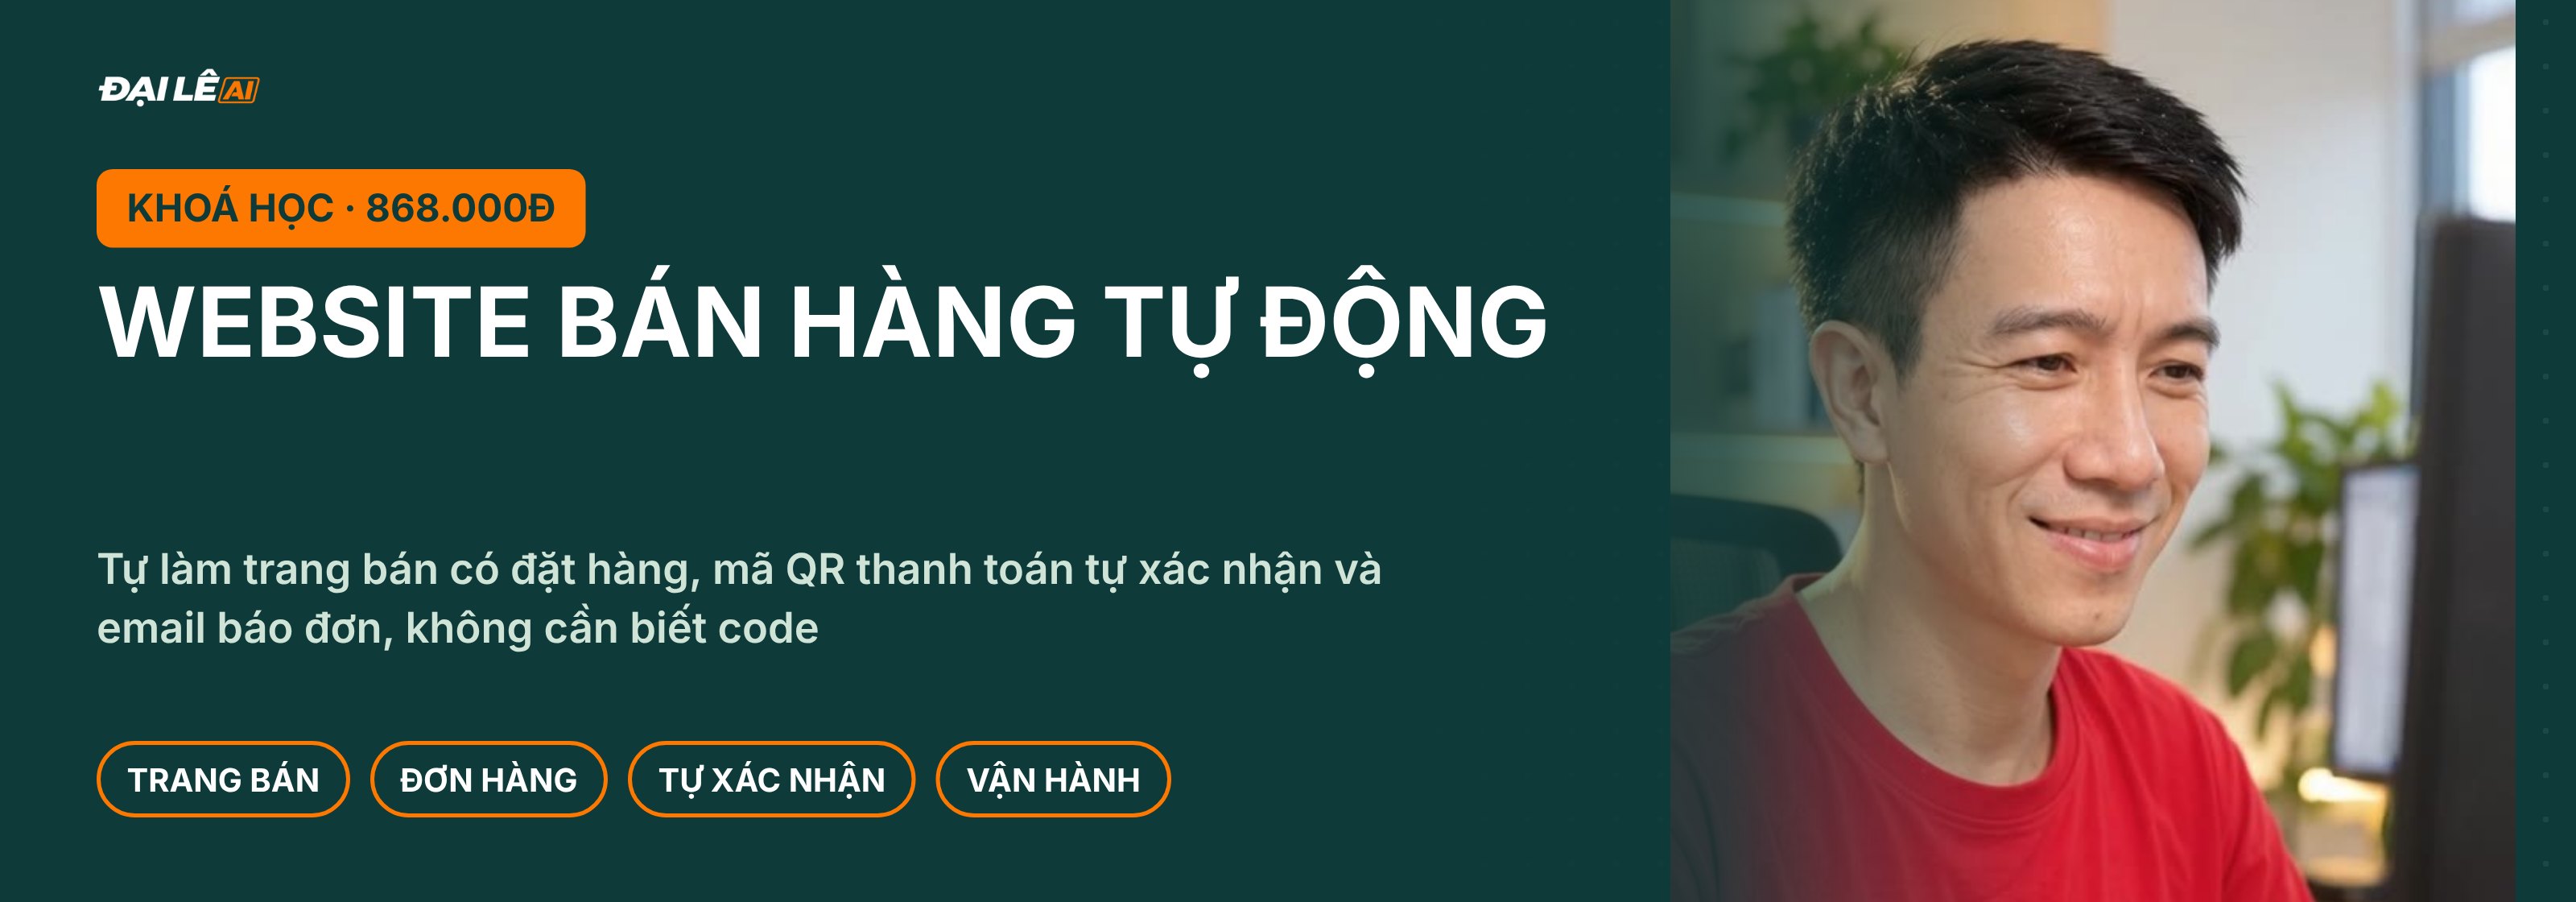 ĐẠI LÊ AI
KHOÁ HỌC · 868.000Đ
WEBSITE BÁN HÀNG TỰ ĐỘNG
Tự làm trang bán có đặt hàng, mã QR thanh toán tự xác nhận và
email báo đơn, không cần biết code
TRANG BÁN
ĐƠN HÀNG
TỰ XÁC NHẬN
VẬN HÀNH